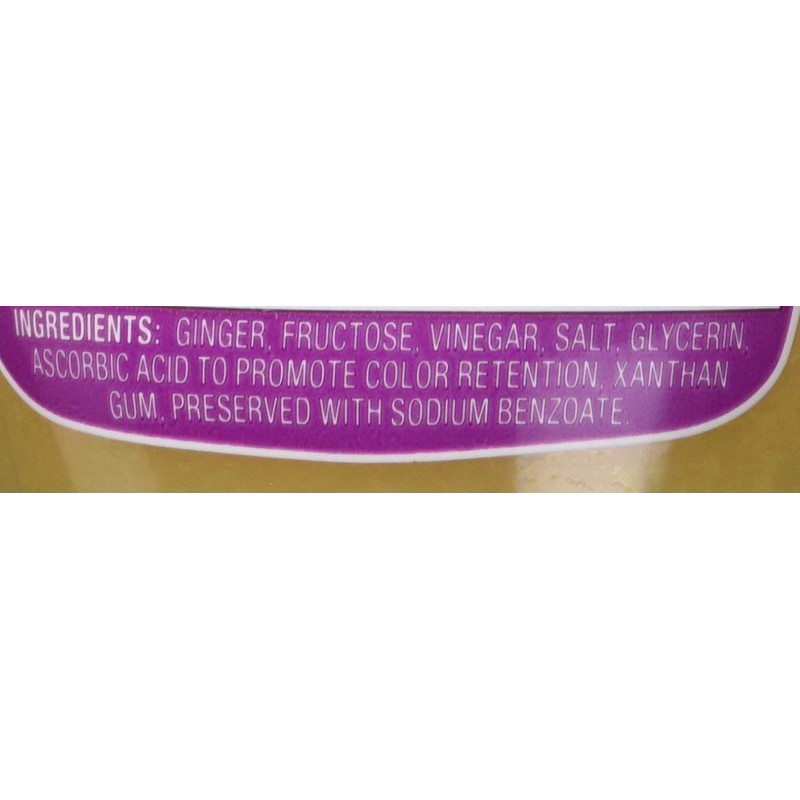 INGREDIENTS: GINGER, FRUCTOSE, VINEGAR, SALT, GLYCERIN,
ASCORBIC ACID TO PROMOTE COLOR RETENTION, XANTHAN
GUM, PRESERVED WITH SODIUM BENZOATE.